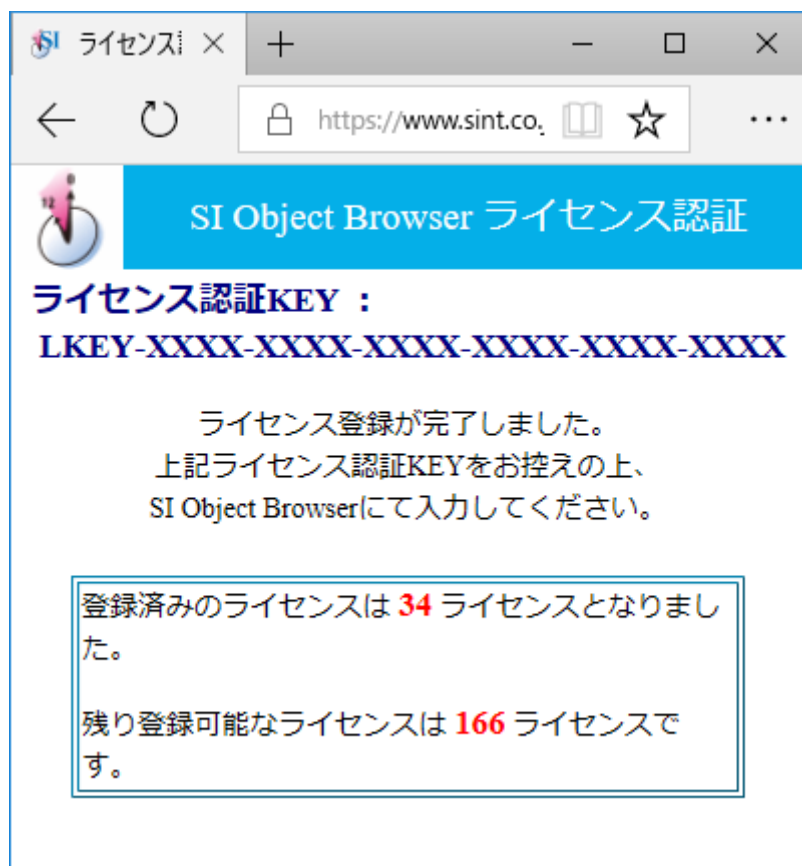 SI ライセンス
https://www.sint.co.
SI Object Browser ライセンス認証
ライセンス認証KEY ：
LKEY-XXXX-XXXX-XXXX-XXXX-XXXX-XXXX
ライセンス登録が完了しました。
上記ライセンス認証KEYをお控えの上、
SI Object Browserにて入力してください。
登録済みのライセンスは 34 ライセンスとなりまし
た。
残り登録可能なライセンスは 166 ライセンスで
す。